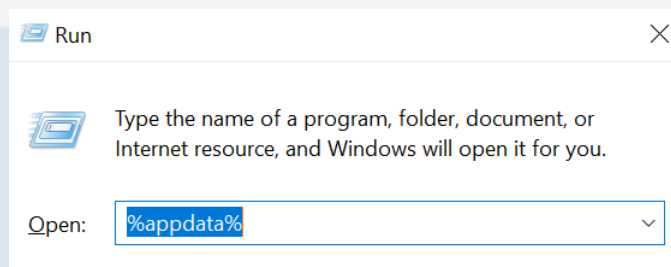 Run
Type the name of a program, folder, document, or
Internet resource, and Windows will open it for you.
Open: %appdata%